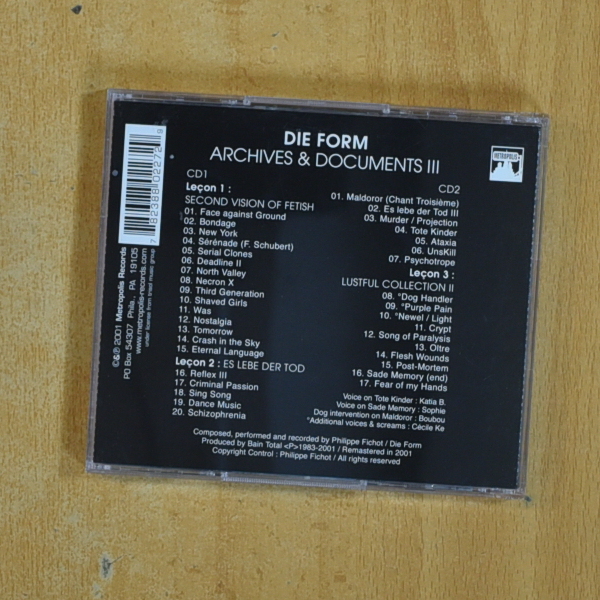 DIE FORM
ARCHIVES & DOCUMENTS III
METROPOLIS
CD1
Leçon 1 :
SECOND VISION OF FETISH
01. Face against Ground
02. Bondage
03. New York
04. Sérénade (F. Schubert)
05. Serial Clones
06. Deadline II
07. North Valley
08. Necron X
09. Third Generation
10. Shaved Girls
11. Was
12. Nostalgia
13. Tomorrow
14. Crash in the Sky
15. Eternal Language
Leçon 2 : ES LEBE DER TOD
16. Reflex III
17. Criminal Passion
18. Sing Song
19. Dance Music
20. Schizophrenia
CD2
01. Maldoror (Chant Troisième)
02. Es lebe der Tod III
03. Murder / Projection
04. Tote Kinder
05. Ataxia
06. UnsKill
07. Psychotrope
Leçon 3 :
LUSTFUL COLLECTION II
08. *Dog Handler
09. *Purple Pain
10. *Newel / Light
11. Crypt
12. Song of Paralysis
13. Oltre
14. Flesh Wounds
15. Post-Mortem
16. Sade Memory (end)
17. Fear of my Hands
Voice on Tote Kinder : Katia B.
Voice on Sade Memory : Sophie
Dog intervention on Maldoror : Boubou
*Additional voices & screams : Cécile Ke
Composed, performed and recorded by Philippe Fichot / Die Form
Produced by Bain Total <P>1983-2001 / Remastered in 2001
Copyright Control : Philippe Fichot / All rights reserved
7 82388 02272 9
©&℗ 2001 Metropolis Records
PO Box 54307 Phila., PA 19105
www.metropolis-records.com
under license from trisol music group